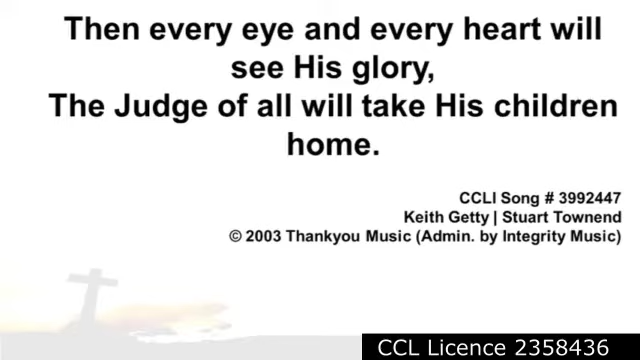 Then every eye and every heart will
see His glory,
The Judge of all will take His children
home.
CCLI Song # 3992447
Keith Getty | Stuart Townend
© 2003 Thankyou Music (Admin. by Integrity Music)
CCL Licence 2358436